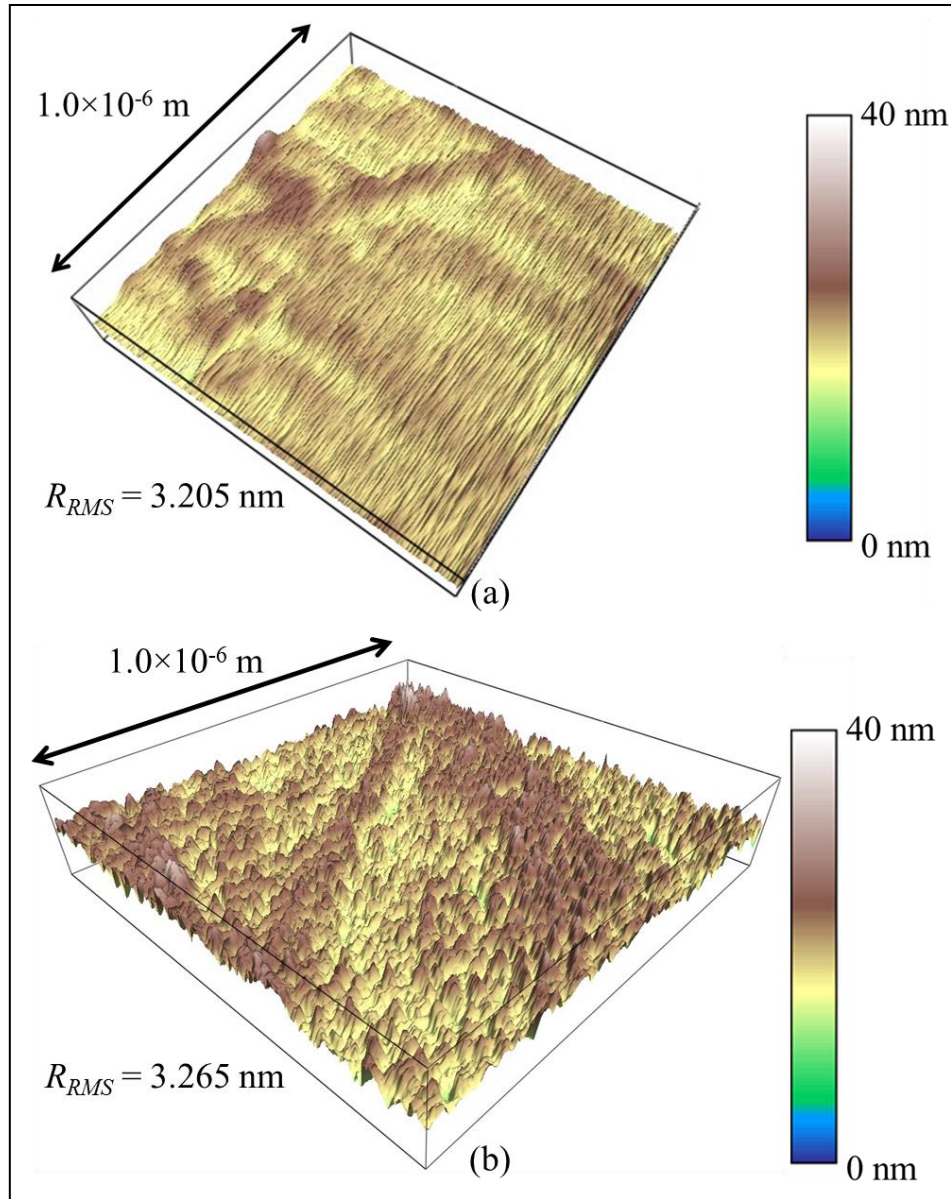 1.0×10⁻⁶ m
40 nm
0 nm
R_RMS = 3.205 nm
(a)
1.0×10⁻⁶ m
40 nm
0 nm
R_RMS = 3.265 nm
(b)